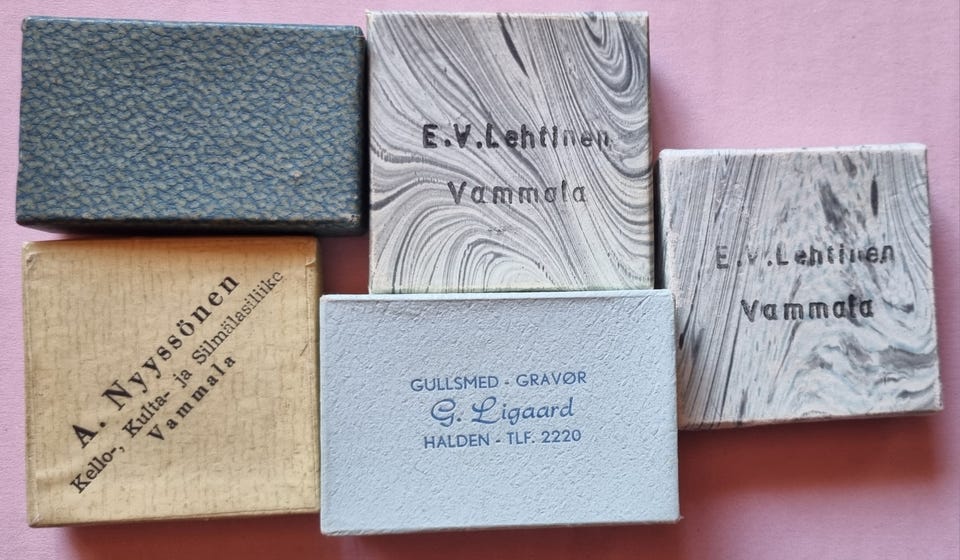 E.V.Lehtinen
Vammala
E.V.Lehtinen
Vammala
A. Nyyssönen
Kello-, Kulta- ja Silmälasiliike
Vammala
GULLSMED - GRAVØR
G. Ligaard
HALDEN - TLF. 2220